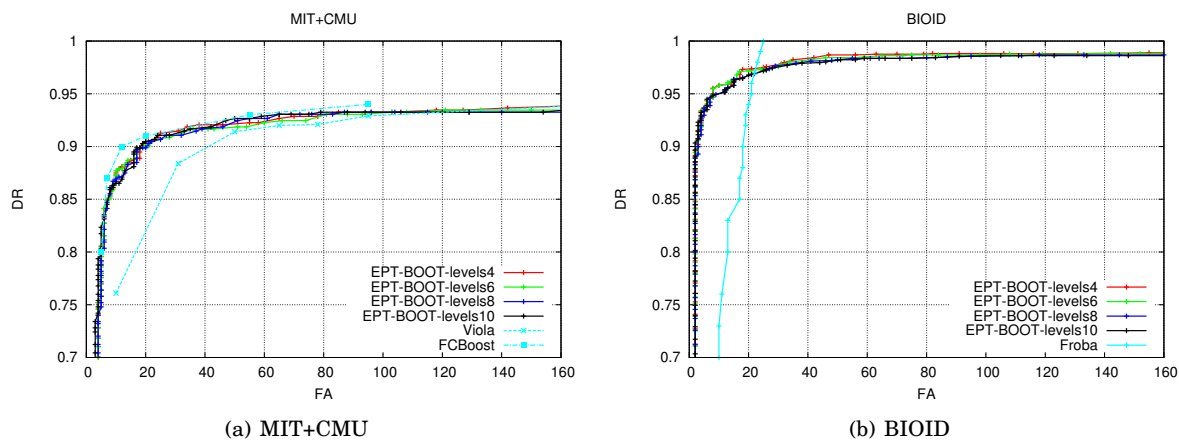 MIT+CMU
1
0.95
0.9
0.85
0.8
0.75
0.7
DR
0 20 40 60 80 100 120 140 160
FA
EPT-BOOT-levels4
EPT-BOOT-levels6
EPT-BOOT-levels8
EPT-BOOT-levels10
Viola
FCBoost
(a) MIT+CMU
BIOID
1
0.95
0.9
0.85
0.8
0.75
0.7
DR
0 20 40 60 80 100 120 140 160
FA
EPT-BOOT-levels4
EPT-BOOT-levels6
EPT-BOOT-levels8
EPT-BOOT-levels10
Froba
(b) BIOID